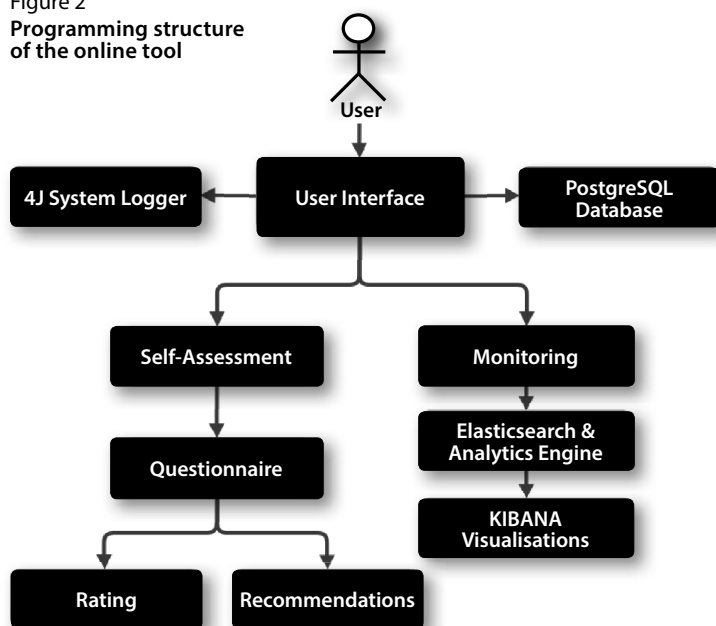 Figure 2
Programming structure
of the online tool
User
4J System Logger
User Interface
PostgreSQL
Database
Self-Assessment
Monitoring
Questionnaire
Elasticsearch &
Analytics Engine
KIBANA
Visualisations
Rating
Recommendations